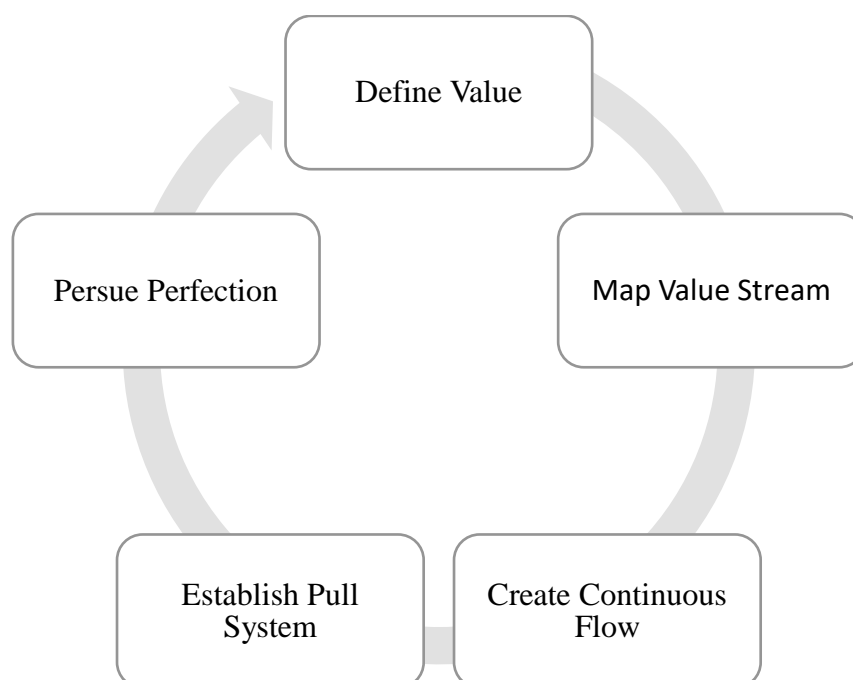 Define Value
Map Value Stream
Create Continuous
Flow
Establish Pull
System
Persue Perfection